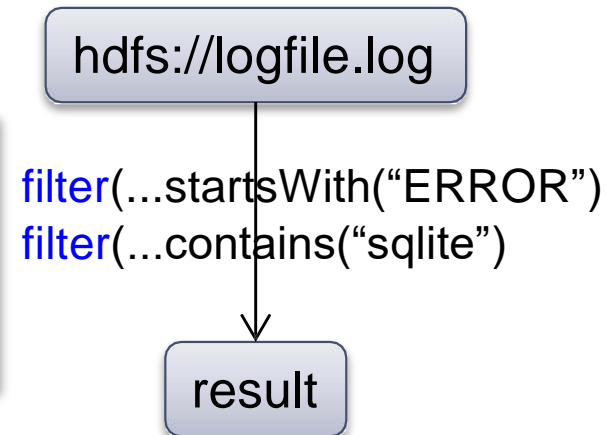 hdfs://logfile.log
filter(...startsWith(“ERROR”)
filter(...contains(“sqlite”)
result